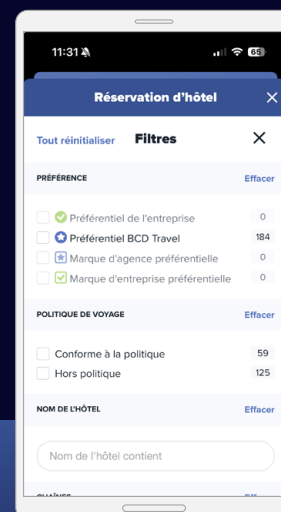 11:31
65
Réservation d'hôtel
Tout réinitialiser Filtres
PRÉFÉRENCE Effacer
Préférentiel de l'entreprise 0
Préférentiel BCD Travel 184
Marque d'agence préférentielle 0
Marque d'entreprise préférentielle 0
POLITIQUE DE VOYAGE Effacer
Conforme à la politique 59
Hors politique 125
NOM DE L'HÔTEL Effacer
Nom de l'hôtel contient